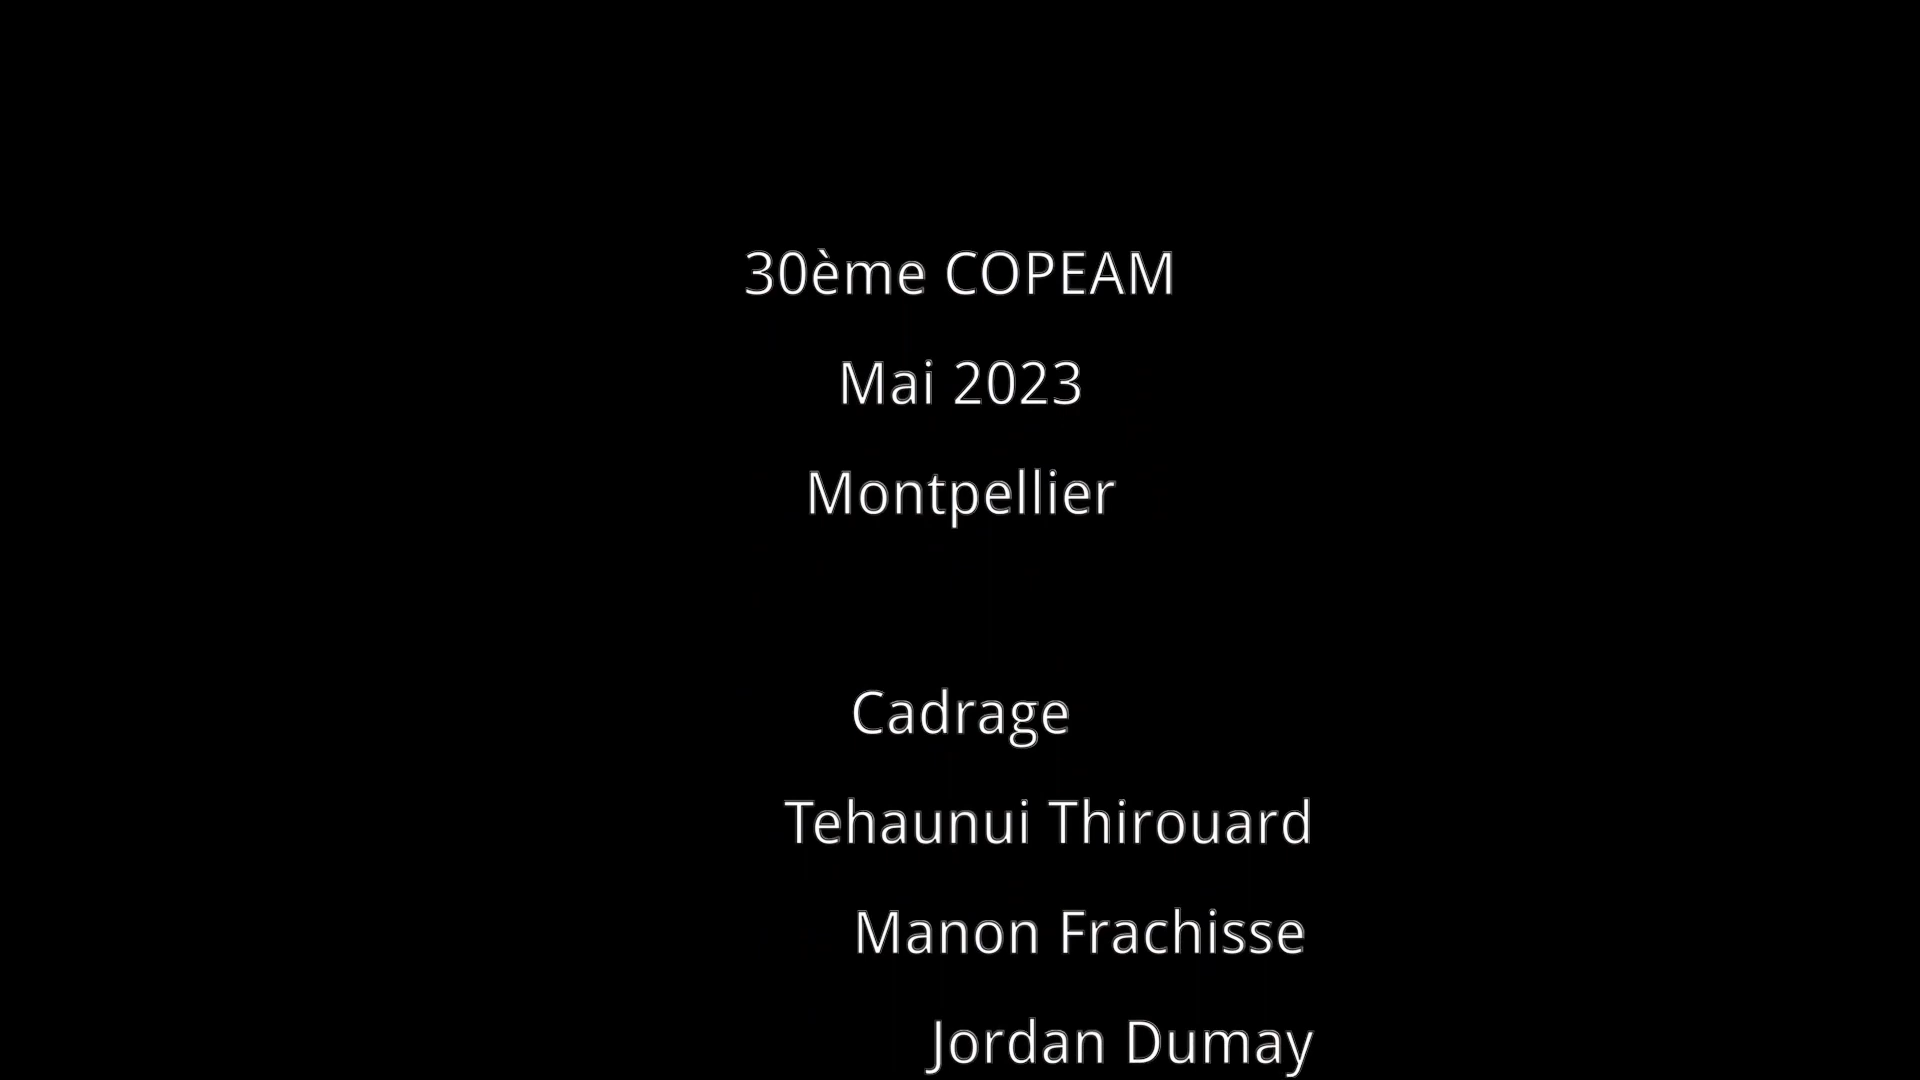 30ème COPEAM
Mai 2023
Montpellier
Cadrage
Tehaunui Thirouard
Manon Frachisse
Jordan Dumay